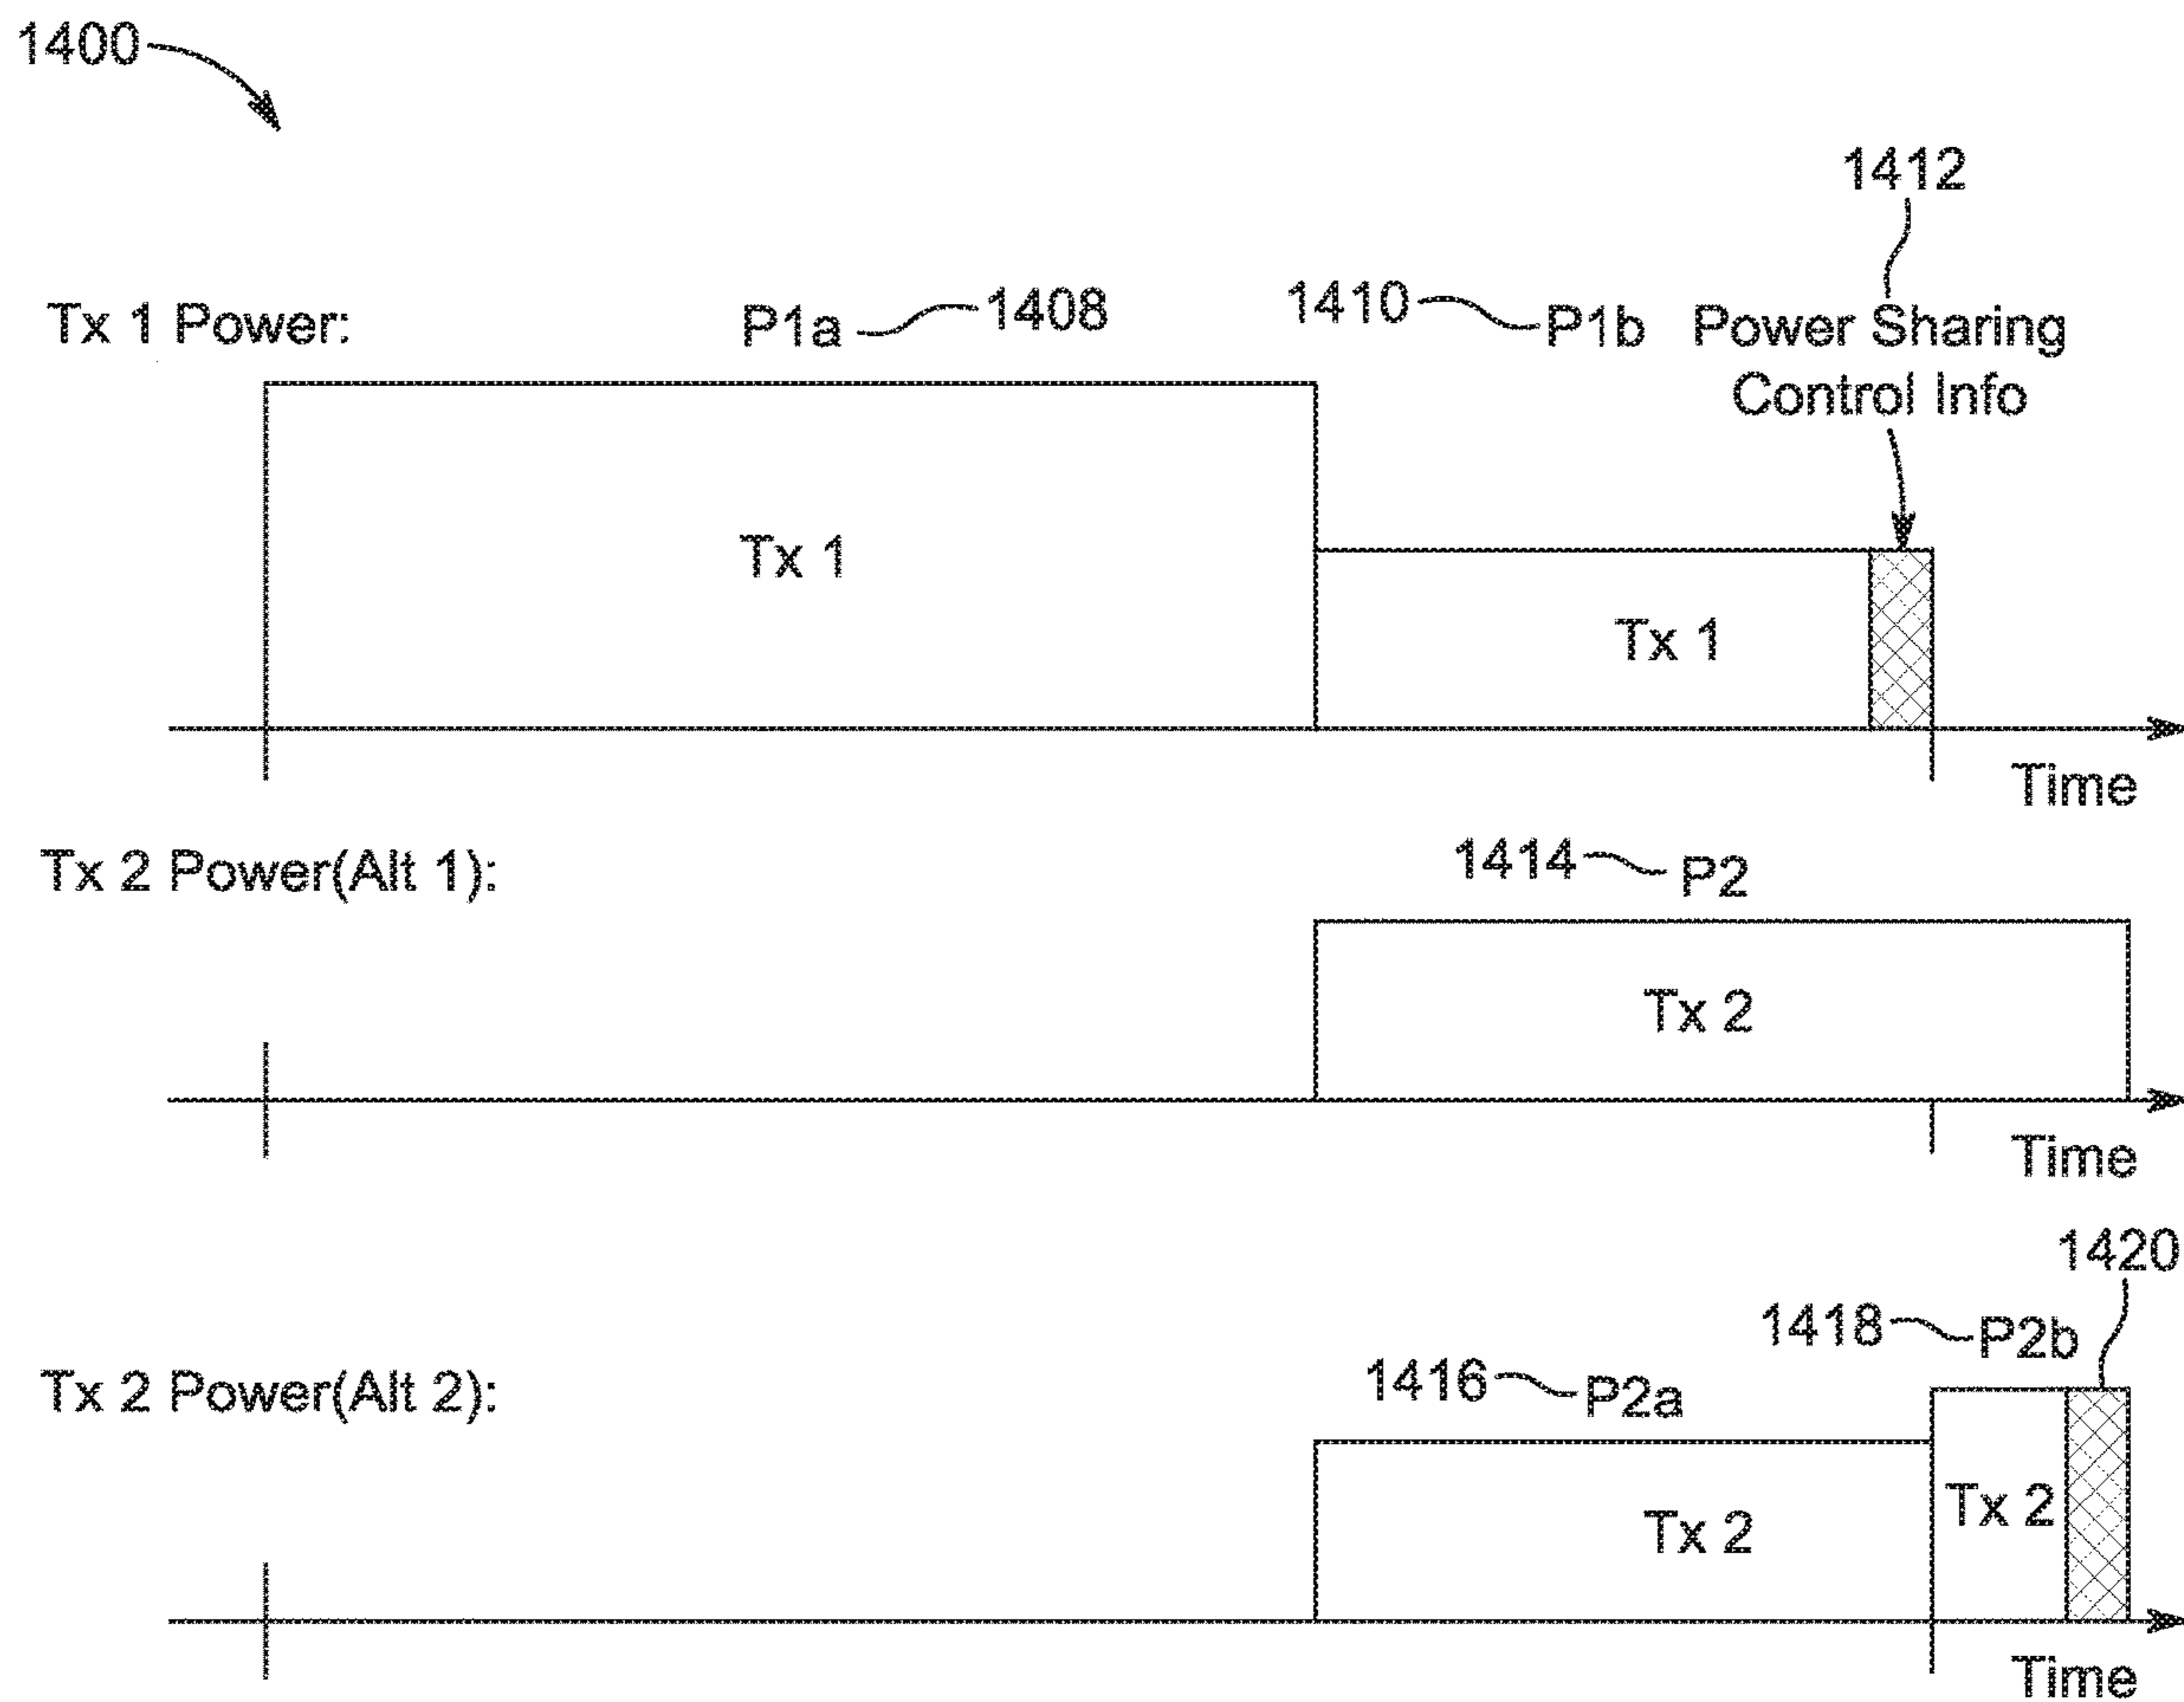 1400
1412
Tx 1 Power: P1a 1408 1410 P1b Power Sharing
Control Info
Tx 1
Tx 1
Time
Tx 2 Power(Alt 1): 1414 P2
Tx 2
Time
1420
1418 P2b
Tx 2 Power(Alt 2): 1416 P2a
Tx 2
Tx 2
Time